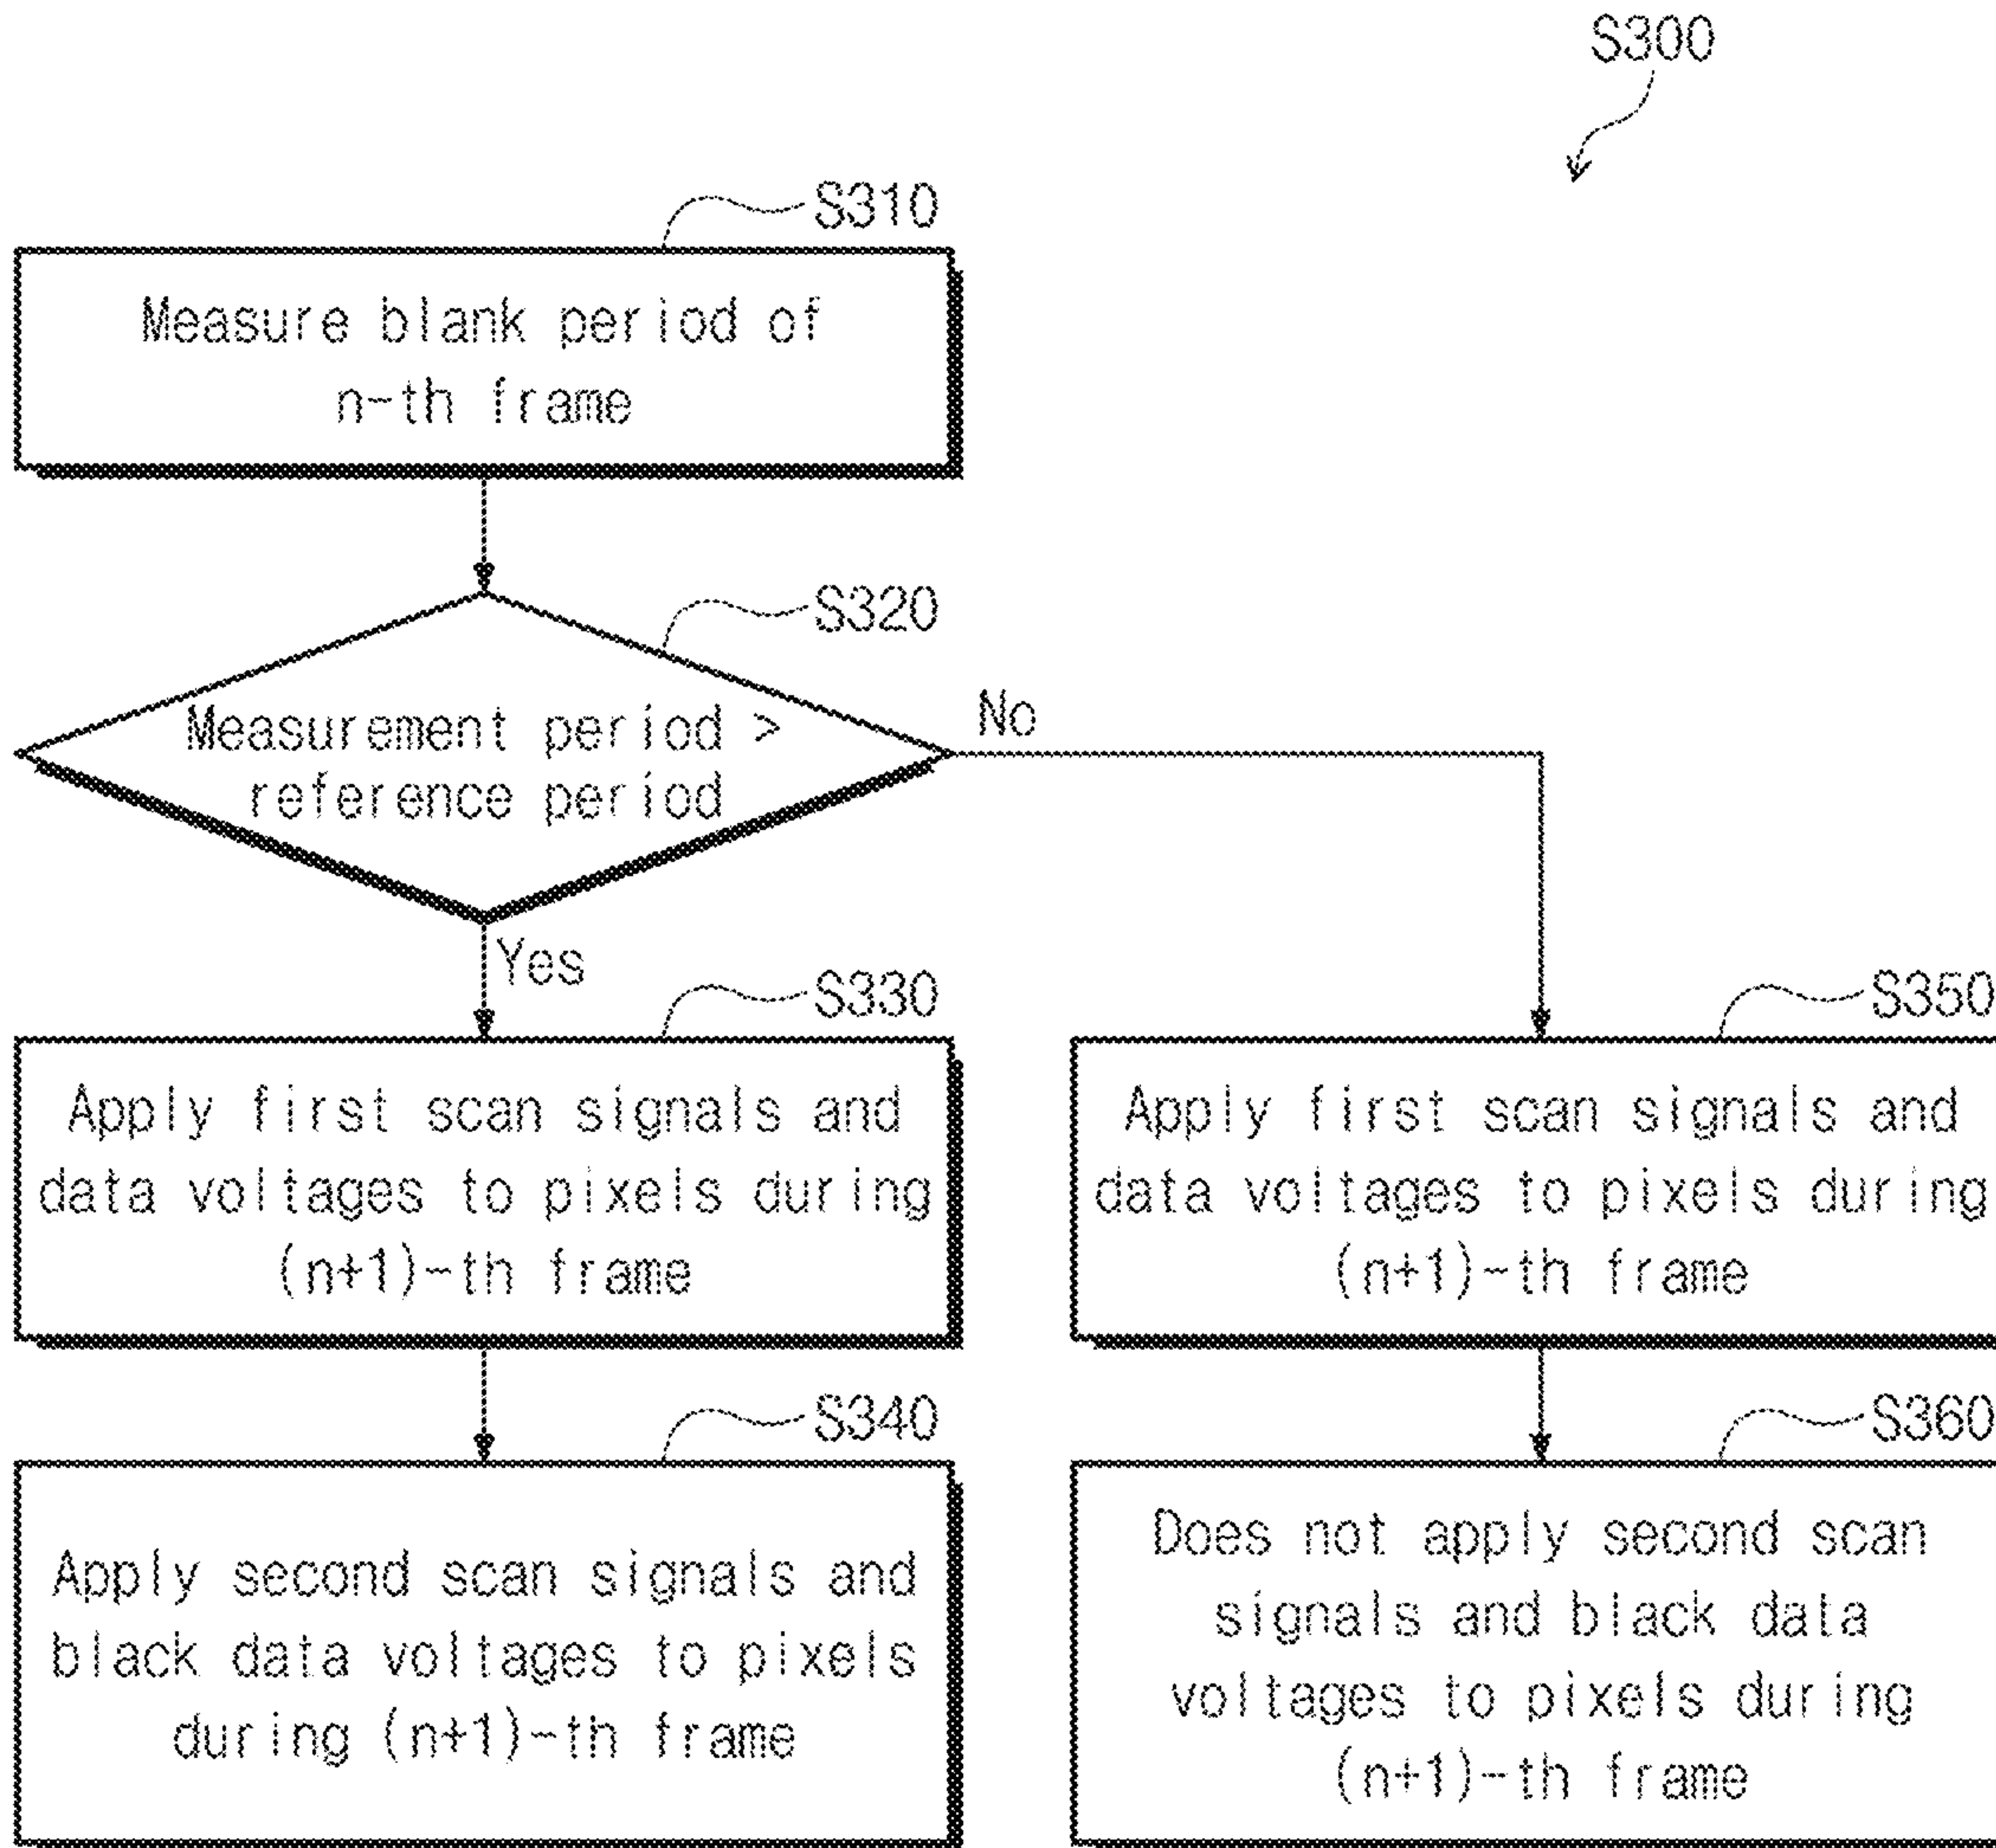 S300
S310
Measure blank period of
n-th frame
S320
Measurement period >
reference period
No
Yes
S330
Apply first scan signals and
data voltages to pixels during
(n+1)-th frame
S340
Apply second scan signals and
black data voltages to pixels
during (n+1)-th frame
S350
Apply first scan signals and
data voltages to pixels during
(n+1)-th frame
S360
Does not apply second scan
signals and black data
voltages to pixels during
(n+1)-th frame